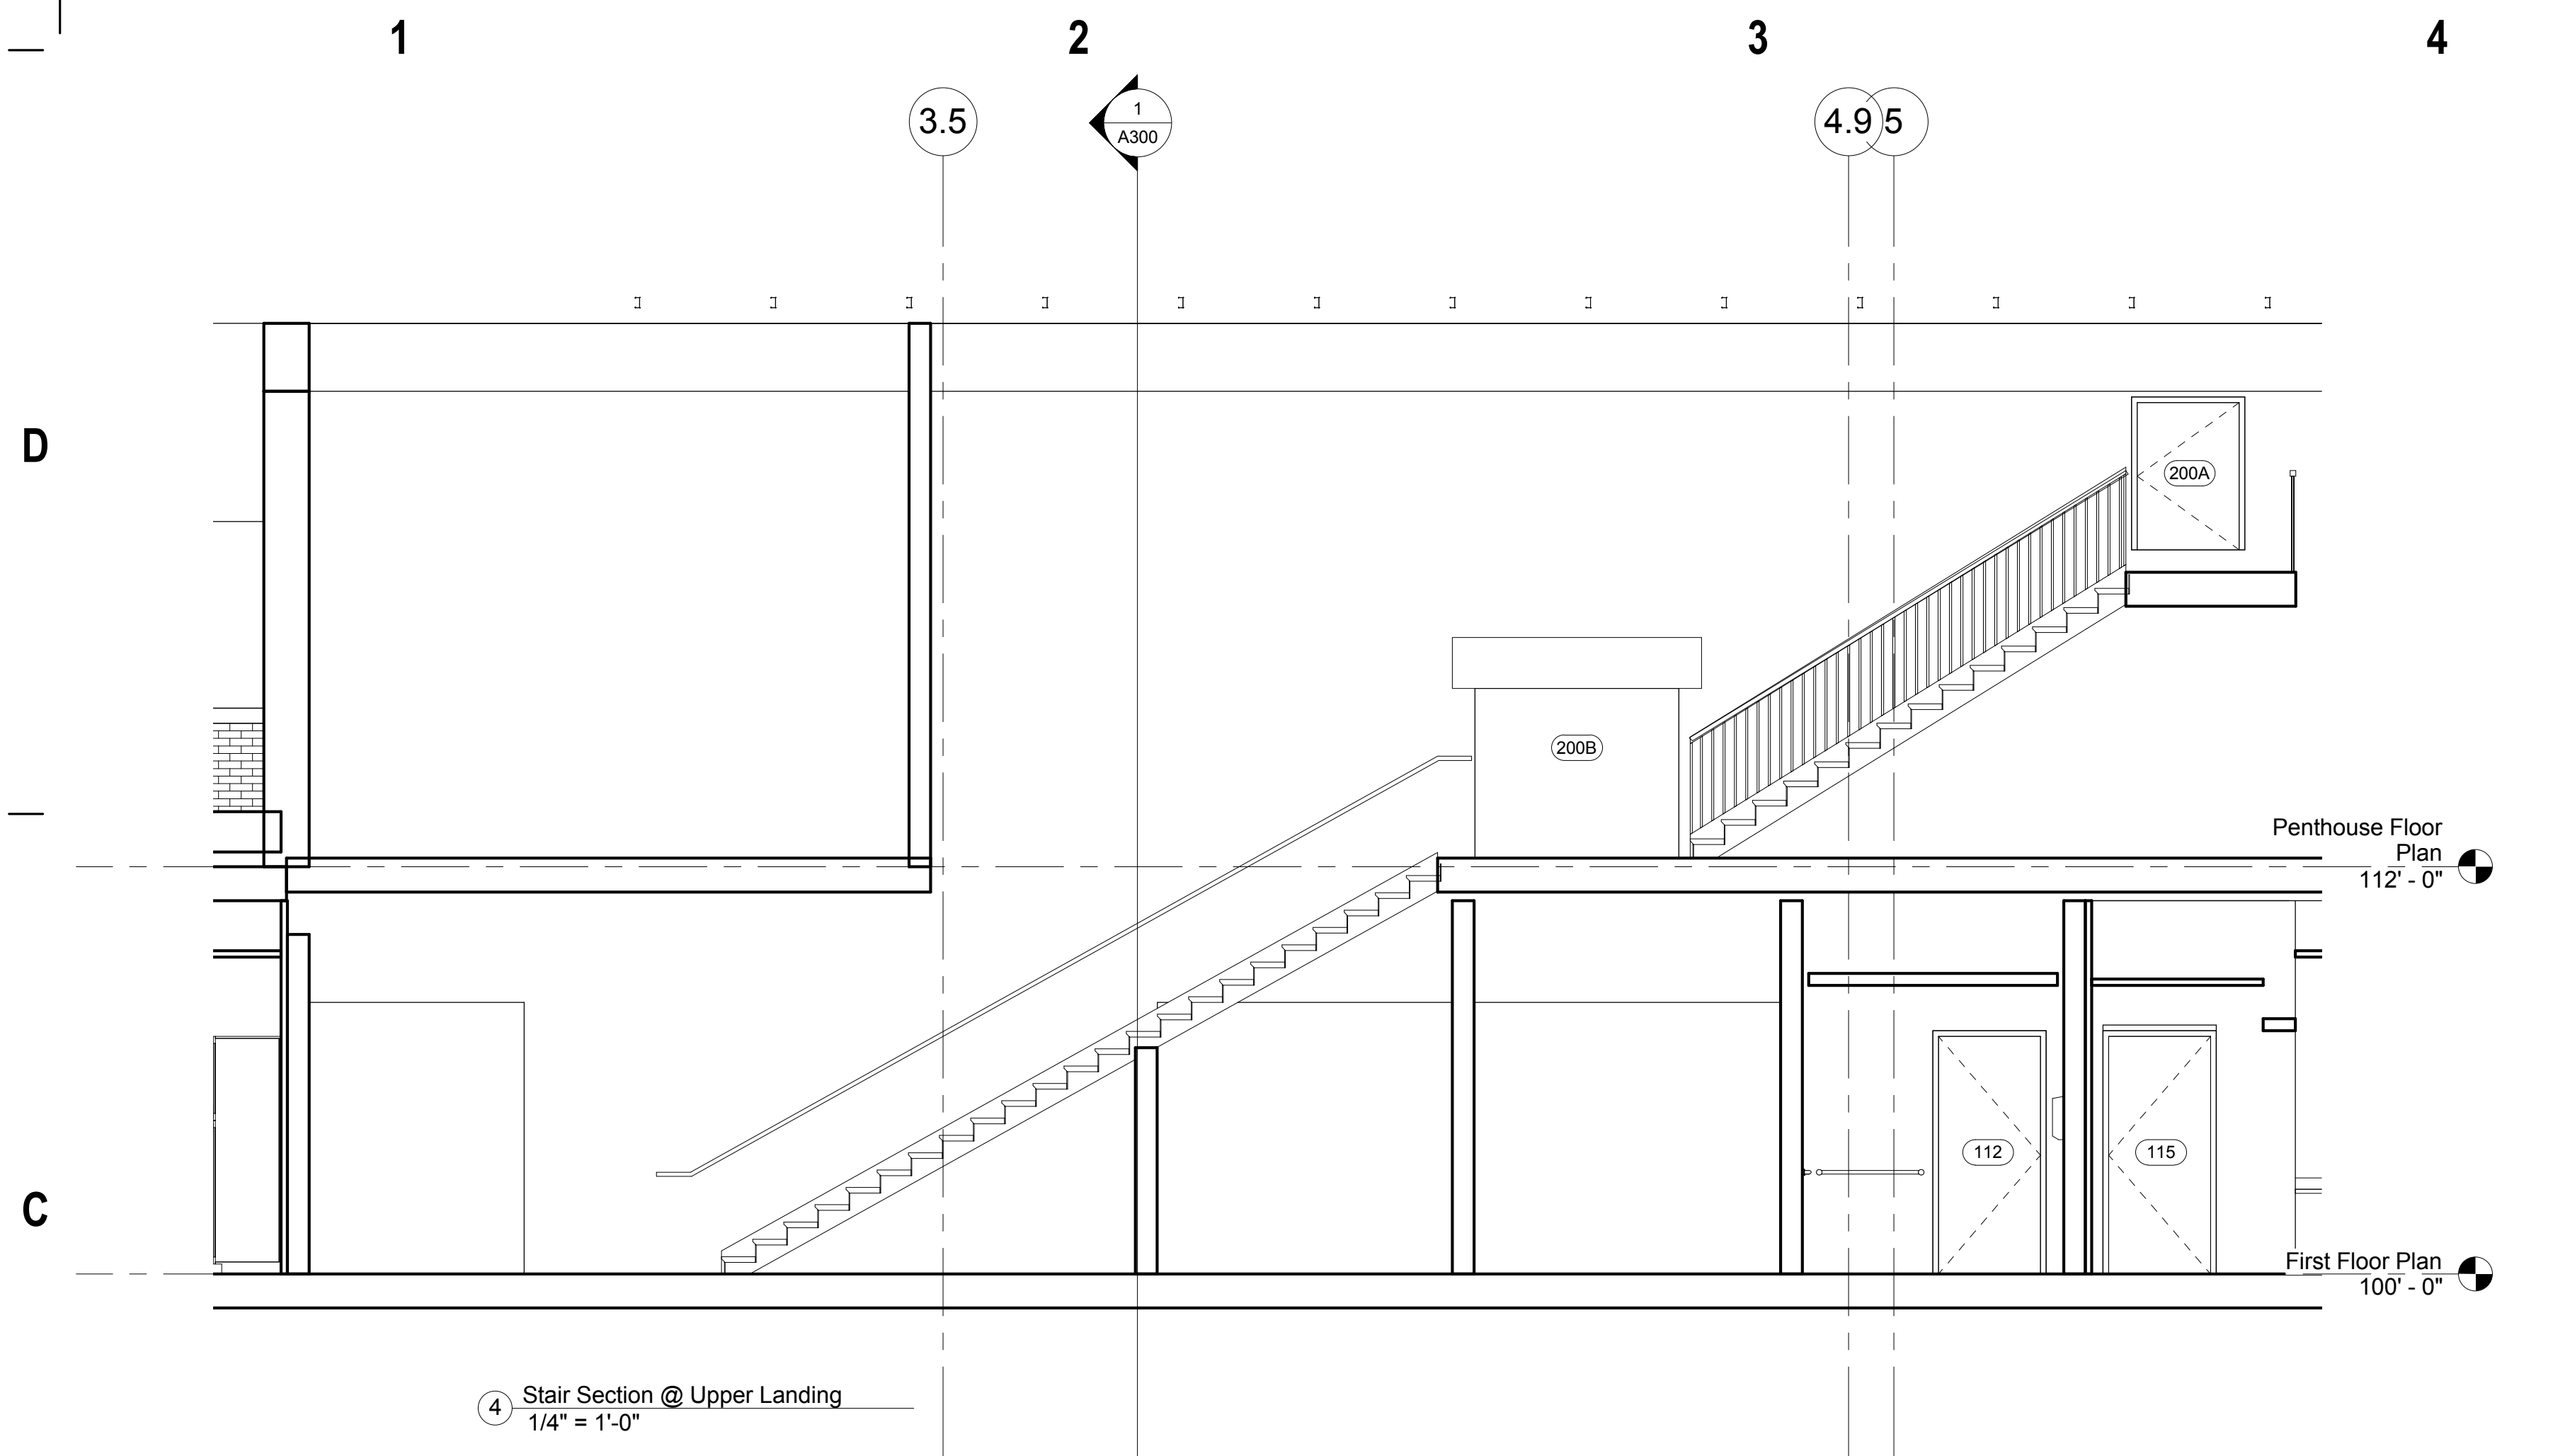 1 2 3 4
3.5
1
A300
4.9 5
D
200A
200B
Penthouse Floor
Plan
112' - 0"
112
115
C
First Floor Plan
100' - 0"
4 Stair Section @ Upper Landing
1/4" = 1'-0"